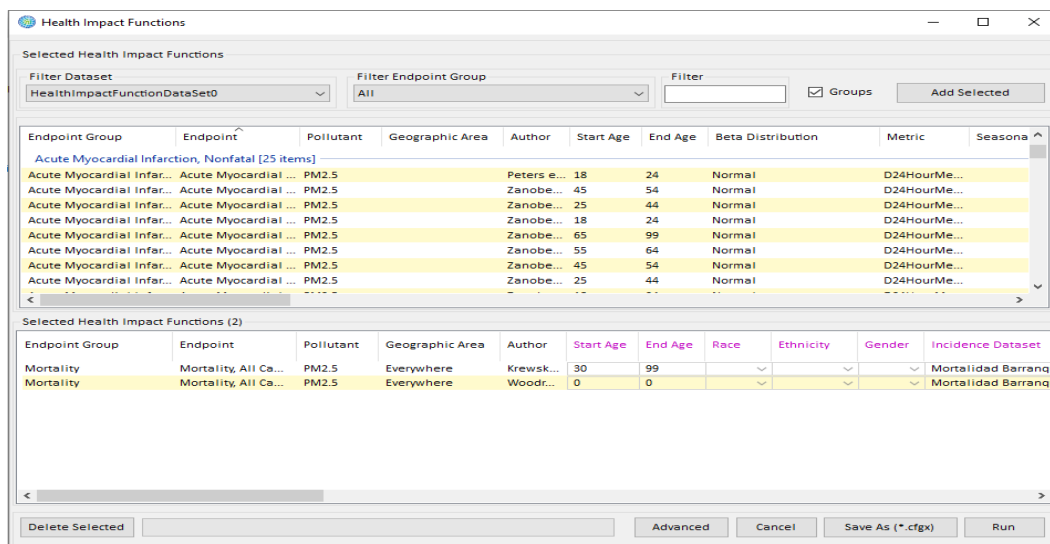 Health Impact Functions
Selected Health Impact Functions
Filter Dataset Filter Endpoint Group Filter
HealthImpactFunctionDataSet0 All Groups Add Selected
Endpoint Group Endpoint Pollutant Geographic Area Author Start Age End Age Beta Distribution Metric Seasona
Acute Myocardial Infarction, Nonfatal [25 items]
Acute Myocardial Infar... Acute Myocardial ... PM2.5 Peters e... 18 24 Normal D24HourMe...
Acute Myocardial Infar... Acute Myocardial ... PM2.5 Zanobe... 45 54 Normal D24HourMe...
Acute Myocardial Infar... Acute Myocardial ... PM2.5 Zanobe... 25 44 Normal D24HourMe...
Acute Myocardial Infar... Acute Myocardial ... PM2.5 Zanobe... 18 24 Normal D24HourMe...
Acute Myocardial Infar... Acute Myocardial ... PM2.5 Zanobe... 65 99 Normal D24HourMe...
Acute Myocardial Infar... Acute Myocardial ... PM2.5 Zanobe... 55 64 Normal D24HourMe...
Acute Myocardial Infar... Acute Myocardial ... PM2.5 Zanobe... 45 54 Normal D24HourMe...
Acute Myocardial Infar... Acute Myocardial ... PM2.5 Zanobe... 25 44 Normal D24HourMe...
Selected Health Impact Functions (2)
Endpoint Group Endpoint Pollutant Geographic Area Author Start Age End Age Race Ethnicity Gender Incidence Dataset
Mortality Mortality, All Ca... PM2.5 Everywhere Krewsk... 30 99 Mortalidad Barranq
Mortality Mortality, All Ca... PM2.5 Everywhere Woodr... 0 0 Mortalidad Barranq
Delete Selected Advanced Cancel Save As (*.cfgx) Run